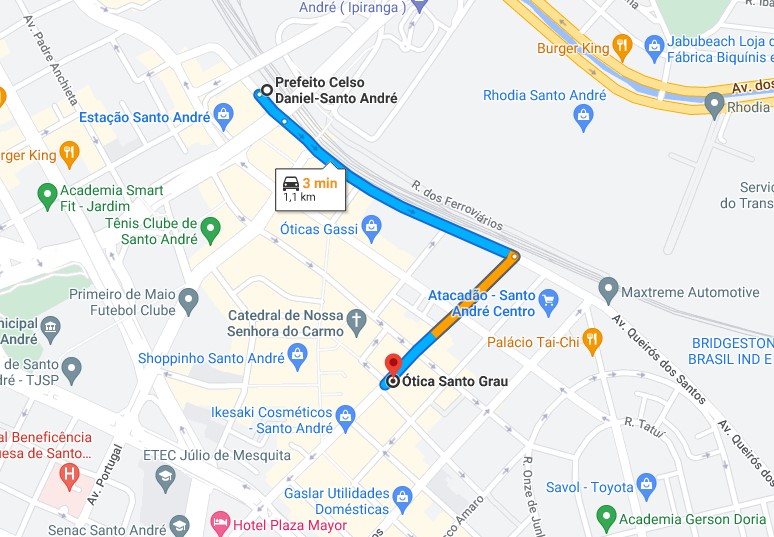 André ( Ipiranga )
Av. Padre Anchieta
Burger King
Jabubeach Loja d
Fábrica Biquínis e
Av. dos
Prefeito Celso
Daniel-Santo André
Rhodia Santo André
Rhodia
Estação Santo André
urger King
3 min
1,1 km
R. dos Ferroviários
Academia Smart
Fit - Jardim
Tênis Clube de
Santo André
Servic
do Trans
Óticas Gassi
Primeiro de Maio
Futebol Clube
Atacadão - Santo
André Centro
Maxtreme Automotive
nicipal
André
Catedral de Nossa
Senhora do Carmo
Av. Queirós dos Santos
Palácio Tai-Chi
BRIDGESTON
BRASIL IND E
Shoppinho Santo André
de Santo
dré - TJSP
Ótica Santo Grau
Ikesaki Cosméticos
- Santo André
R. Tatuí
Av. Queirós dos
al Beneficência
uesa de Santo...
H
Av. Portugal
ETEC Júlio de Mesquita
R. Onze de Junh
Savol - Toyota
Gaslar Utilidades
Domésticas
co Amaro
Academia Gerson Doria
Senac Santo André
Hotel Plaza Mayor